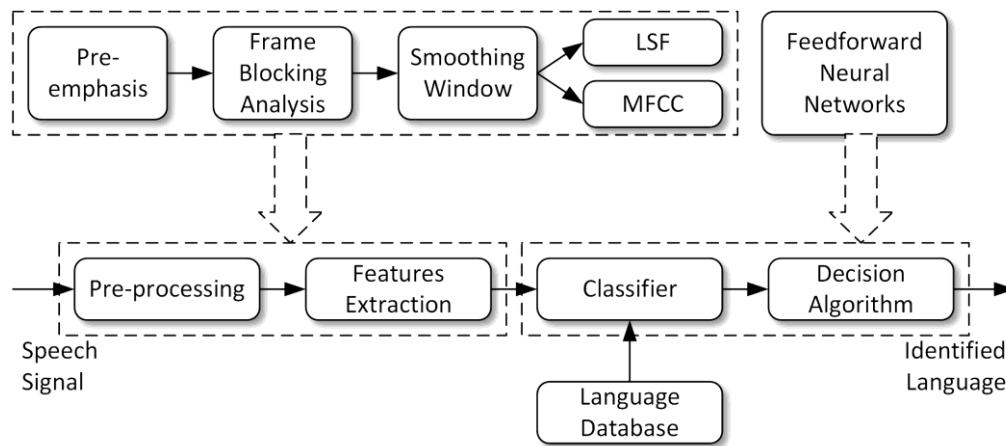 Pre-
emphasis
Frame
Blocking
Analysis
Smoothing
Window
LSF
MFCC
Feedforward
Neural
Networks
Pre-processing
Features
Extraction
Classifier
Decision
Algorithm
Speech
Signal
Identified
Language
Language
Database